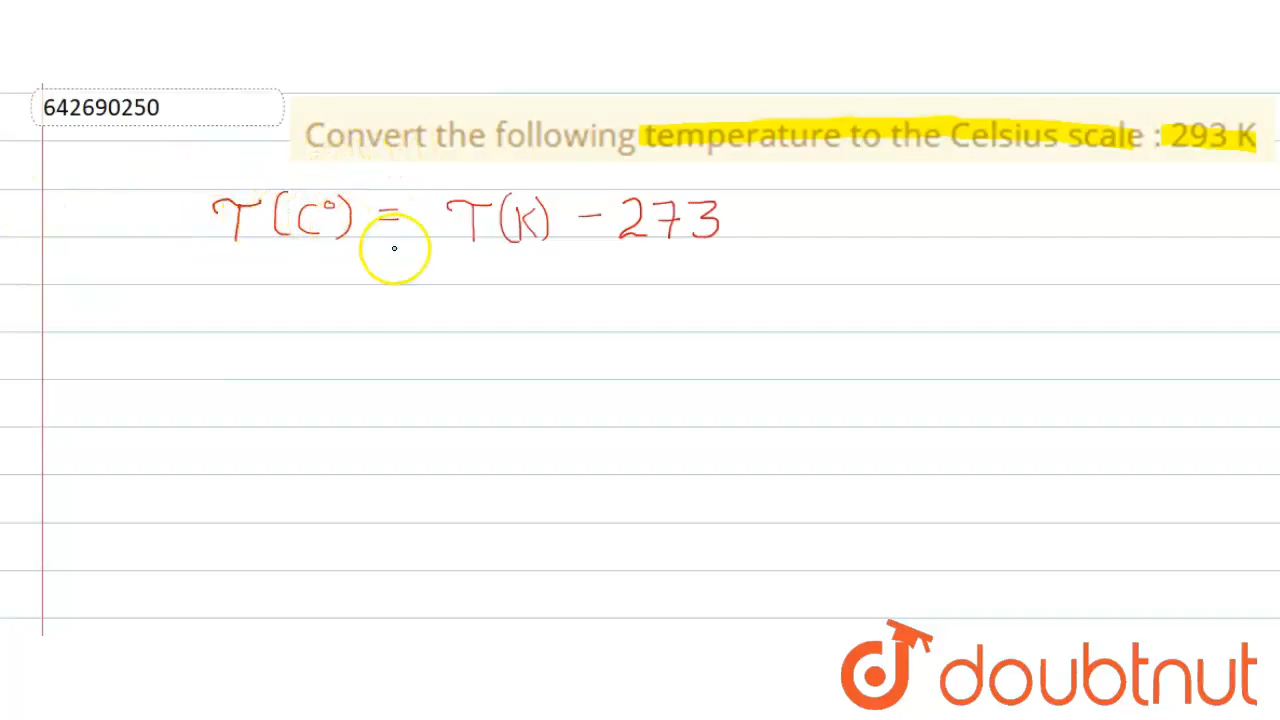 642690250
Convert the following temperature to the Celsius scale : 293 K
T(C°) = T(K) - 273
doubtnut